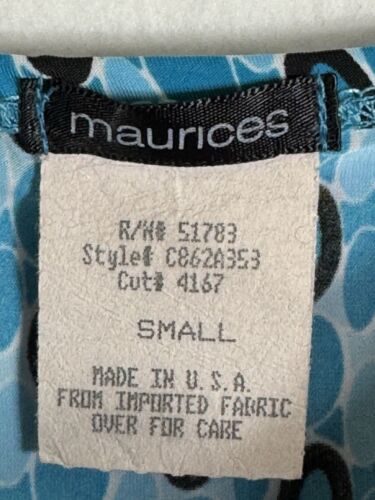 maurices
R/N# 51783
Style# C862A353
Cut# 4167
SMALL
MADE IN U.S.A.
FROM IMPORTED FABRIC
OVER FOR CARE